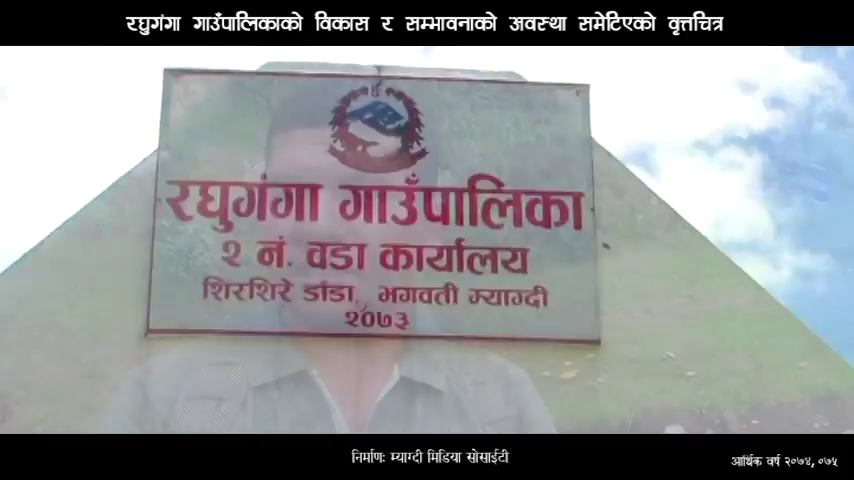 रघुगंगा गाउँपालिकाको विकास र सम्भावनाको अवस्था समेटिएको वृत्तचित्र
रघुगंगा गाउँपालिका
२ नं. वडा कार्यालय
शिरशिरे डांडा, भगवती म्याग्दी
२०७३
निर्माणः म्याग्दी मिडिया सोसाईटी
आर्थिक वर्ष २०७४, ०७५